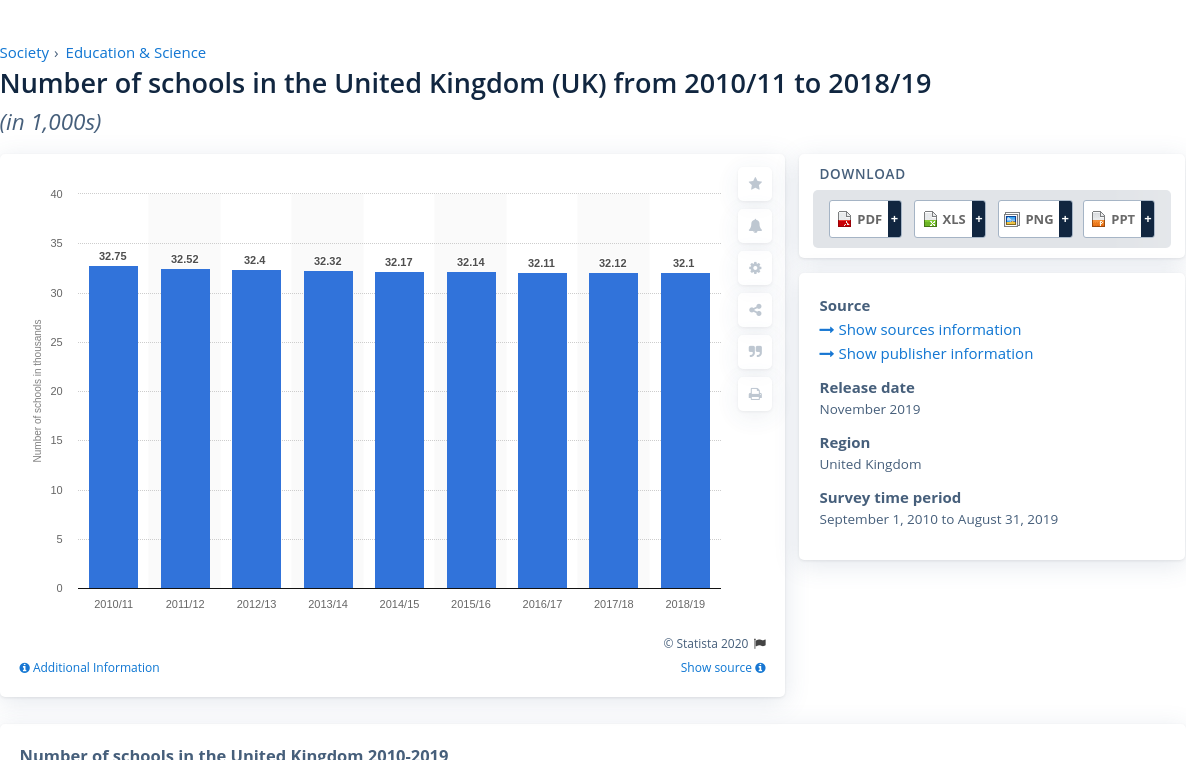 Society › Education & Science
Number of schools in the United Kingdom (UK) from 2010/11 to 2018/19
(in 1,000s)
40
35
30
25
20
15
10
5
0
Number of schools in thousands
32.75 32.52 32.4 32.32 32.17 32.14 32.11 32.12 32.1
2010/11 2011/12 2012/13 2013/14 2014/15 2015/16 2016/17 2017/18 2018/19
© Statista 2020
Additional Information
Show source
DOWNLOAD
PDF + XLS + PNG + PPT +
Source
Show sources information
Show publisher information
Release date
November 2019
Region
United Kingdom
Survey time period
September 1, 2010 to August 31, 2019
Number of schools in the United Kingdom 2010-2019